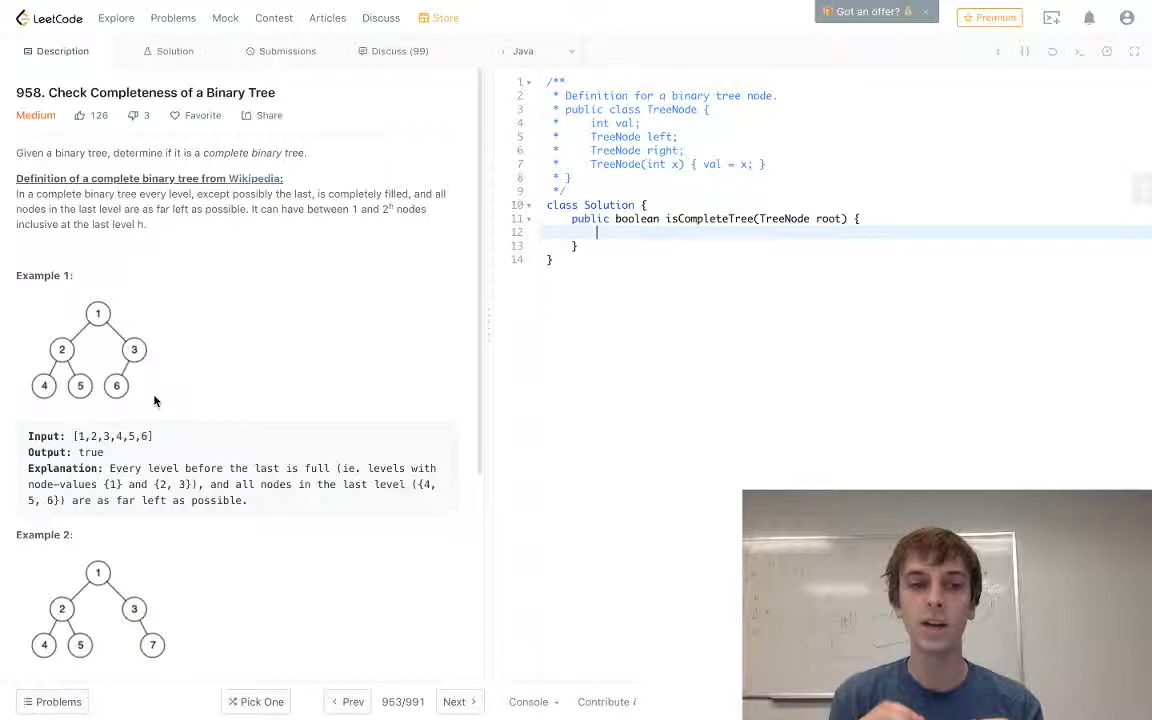 LeetCode Explore Problems Mock Contest Articles Discuss Store Got an offer? × Premium
Description Solution Submissions Discuss (99) Java
958. Check Completeness of a Binary Tree
Medium 126 3 Favorite Share
Given a binary tree, determine if it is a complete binary tree.
Definition of a complete binary tree from Wikipedia:
In a complete binary tree every level, except possibly the last, is completely filled, and all
nodes in the last level are as far left as possible. It can have between 1 and 2h nodes
inclusive at the last level h.
Example 1:
1
2 3
4 5 6
Input: [1,2,3,4,5,6]
Output: true
Explanation: Every level before the last is full (ie. levels with
node-values {1} and {2, 3}), and all nodes in the last level ({4,
5, 6}) are as far left as possible.
Example 2:
1
2 3
4 5 7
Problems Pick One Prev 953/991 Next
1 /**
2 * Definition for a binary tree node.
3 * public class TreeNode {
4 * int val;
5 * TreeNode left;
6 * TreeNode right;
7 * TreeNode(int x) { val = x; }
8 * }
9 */
10 class Solution {
11 public boolean isCompleteTree(TreeNode root) {
12
13 }
14 }
Console Contribute i